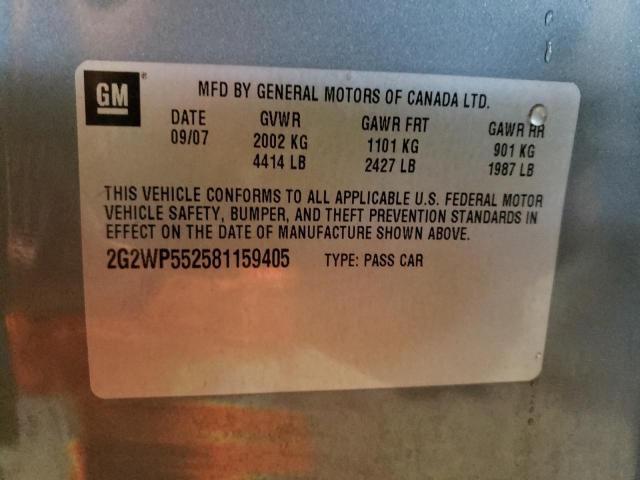 GM
MFD BY GENERAL MOTORS OF CANADA LTD.
DATE GVWR GAWR FRT GAWR RR
09/07 2002 KG 1101 KG 901 KG
4414 LB 2427 LB 1987 LB
THIS VEHICLE CONFORMS TO ALL APPLICABLE U.S. FEDERAL MOTOR
VEHICLE SAFETY, BUMPER, AND THEFT PREVENTION STANDARDS IN
EFFECT ON THE DATE OF MANUFACTURE SHOWN ABOVE.
2G2WP552581159405 TYPE: PASS CAR